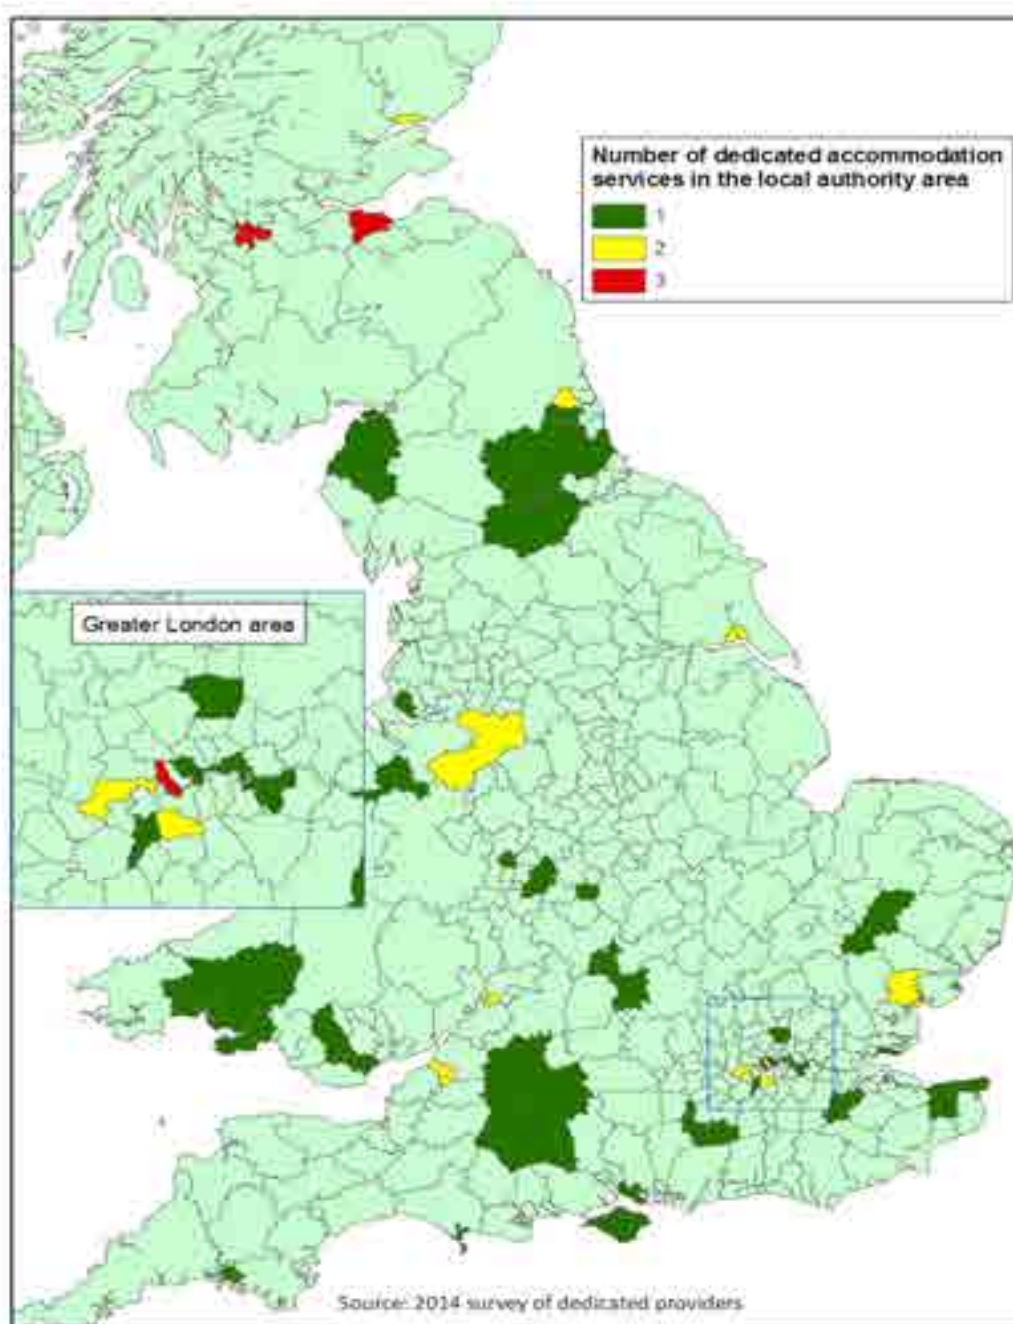 Number of dedicated accommodation
services in the local authority area
1
2
3
Greater London area
Source: 2014 survey of dedicated providers